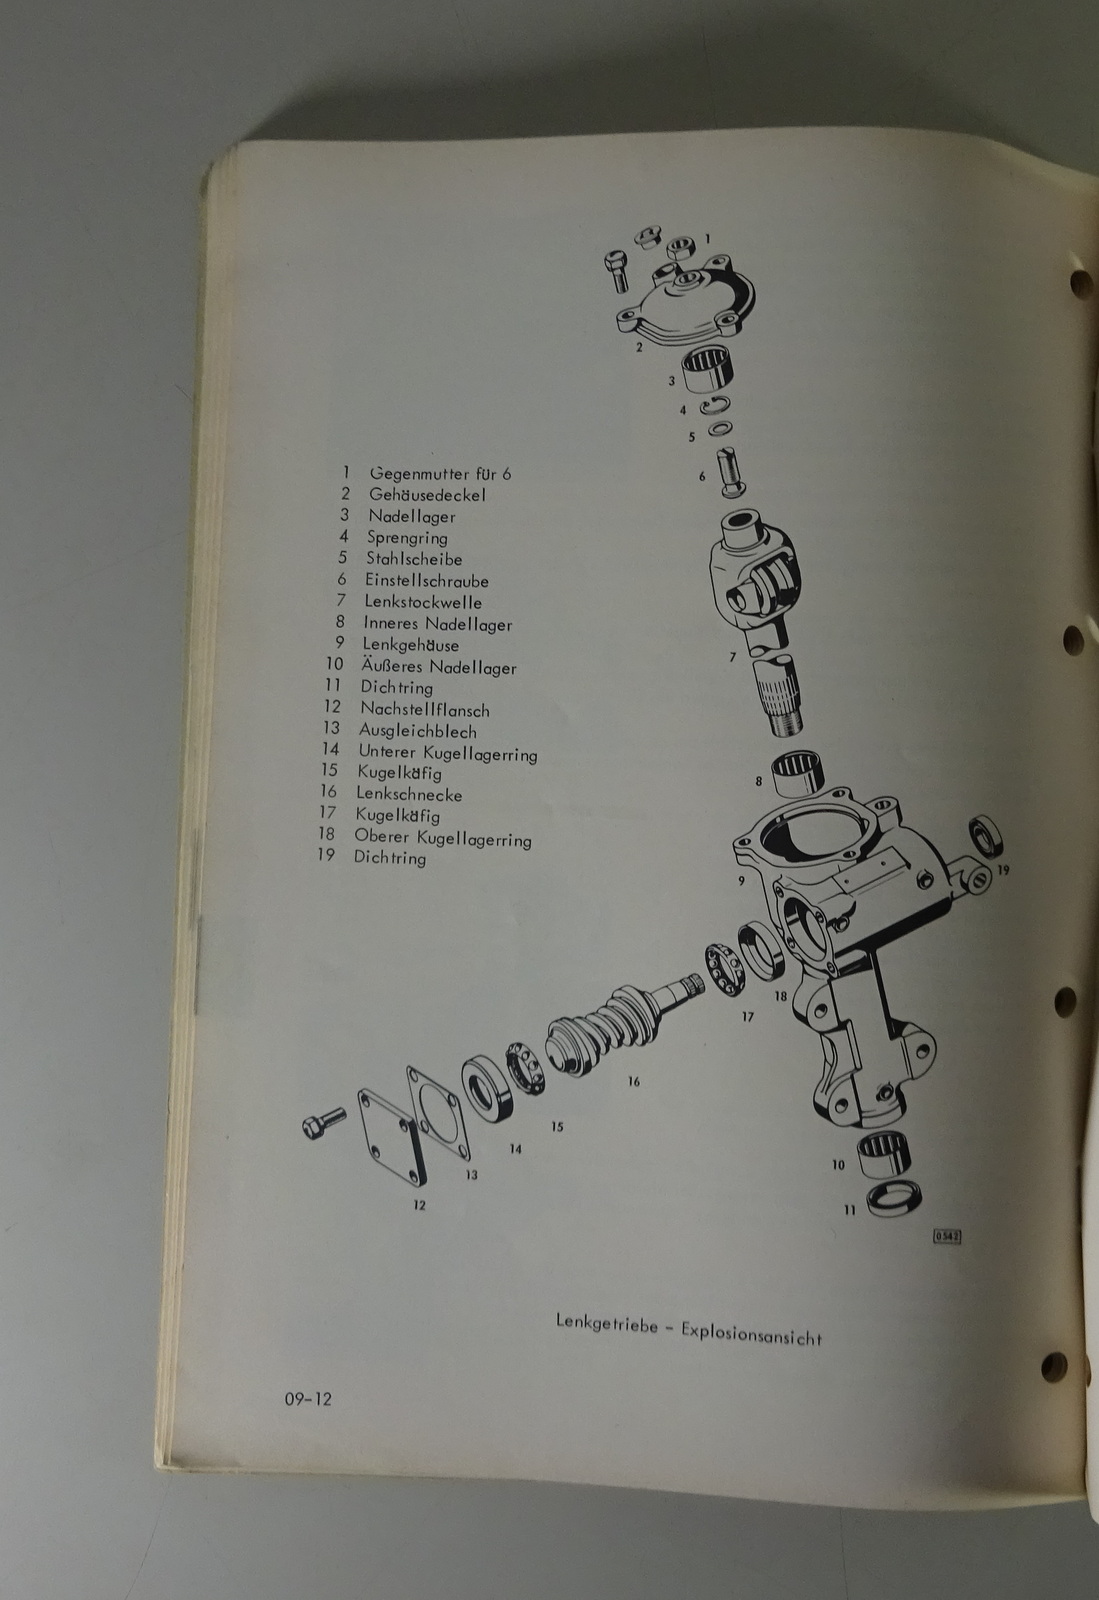 1 Gegenmutter für 6
2 Gehäusedeckel
3 Nadellager
4 Sprengring
5 Stahlscheibe
6 Einstellschraube
7 Lenkstockwelle
8 Inneres Nadellager
9 Lenkgehäuse
10 Äußeres Nadellager
11 Dichtring
12 Nachstellflansch
13 Ausgleichblech
14 Unterer Kugellagerring
15 Kugelkäfig
16 Lenkschnecke
17 Kugelkäfig
18 Oberer Kugellagerring
19 Dichtring
1
2
3
4
5
6
7
8
9
19
18
17
16
15
14
13
12
10
11
0542
Lenkgetriebe - Explosionsansicht
09-12